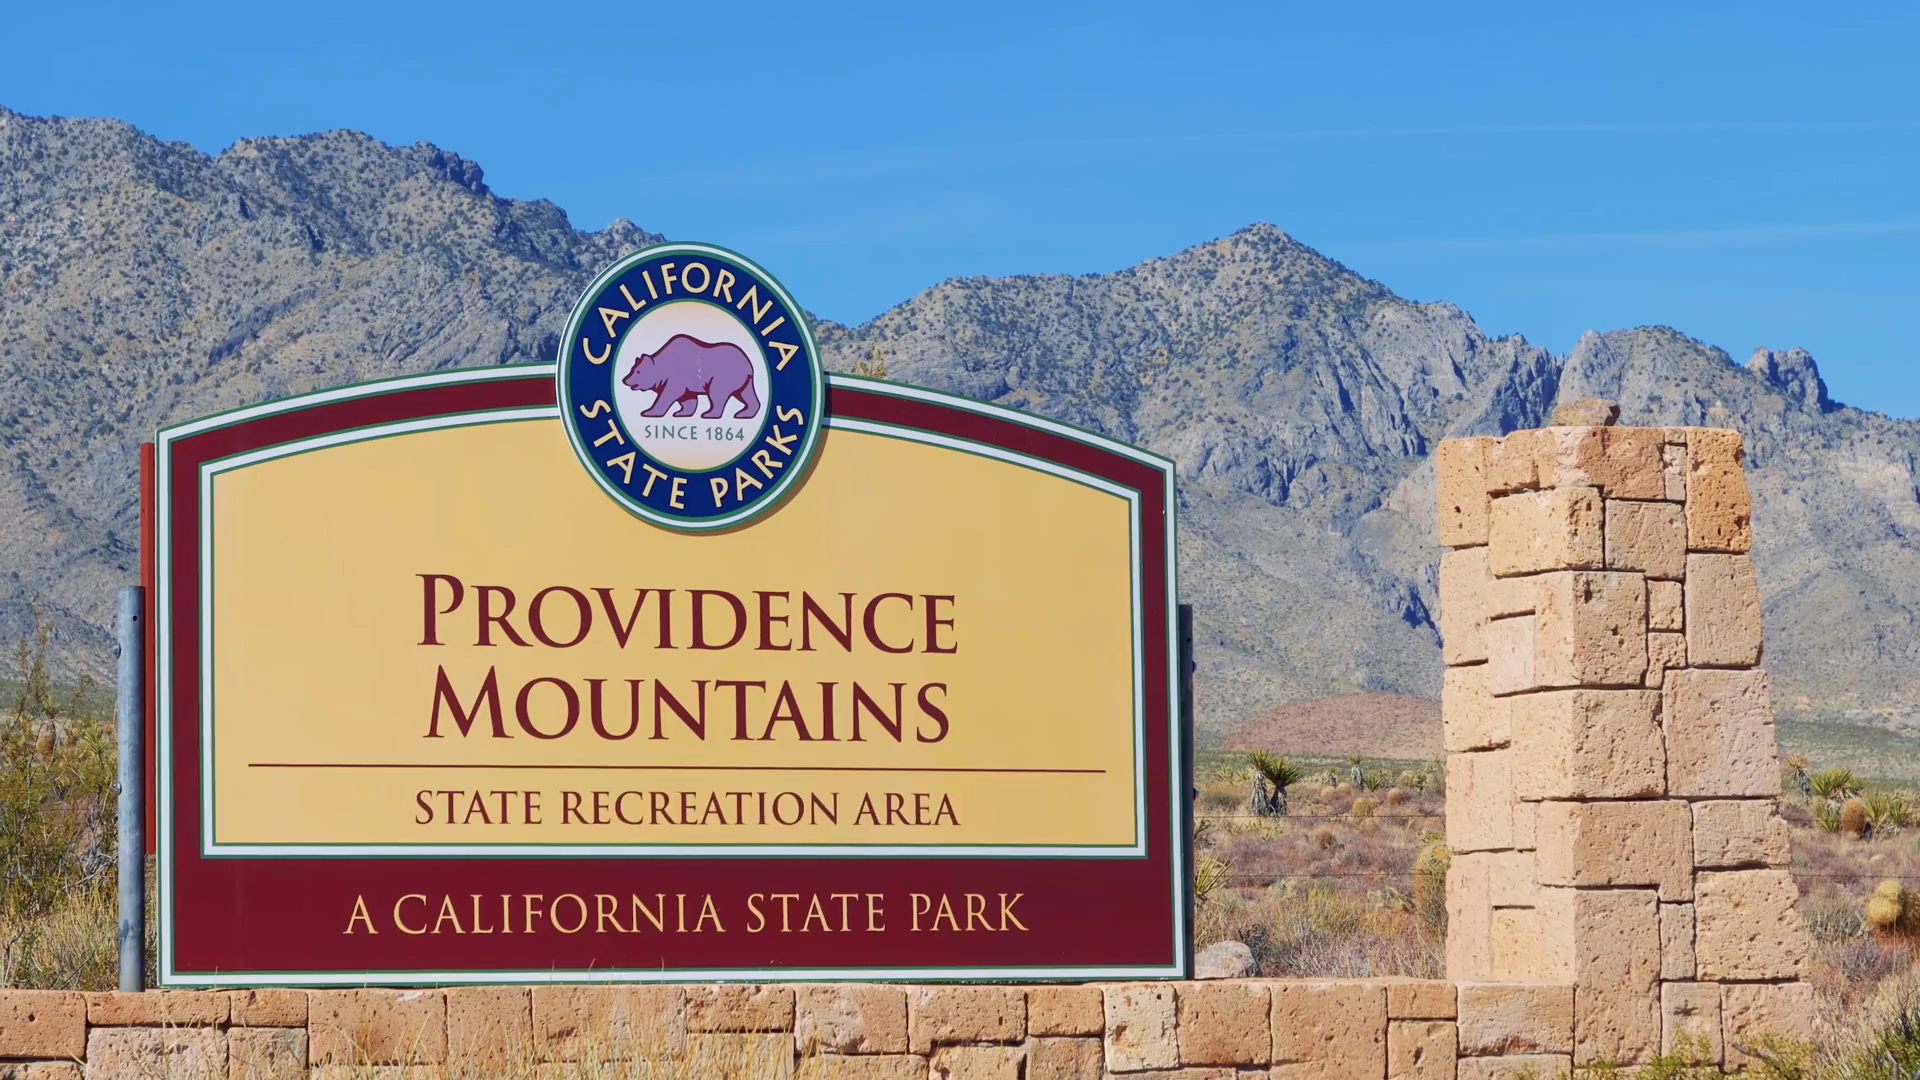 CALIFORNIA
STATE PARKS
SINCE 1864
PROVIDENCE
MOUNTAINS
STATE RECREATION AREA
A CALIFORNIA STATE PARK